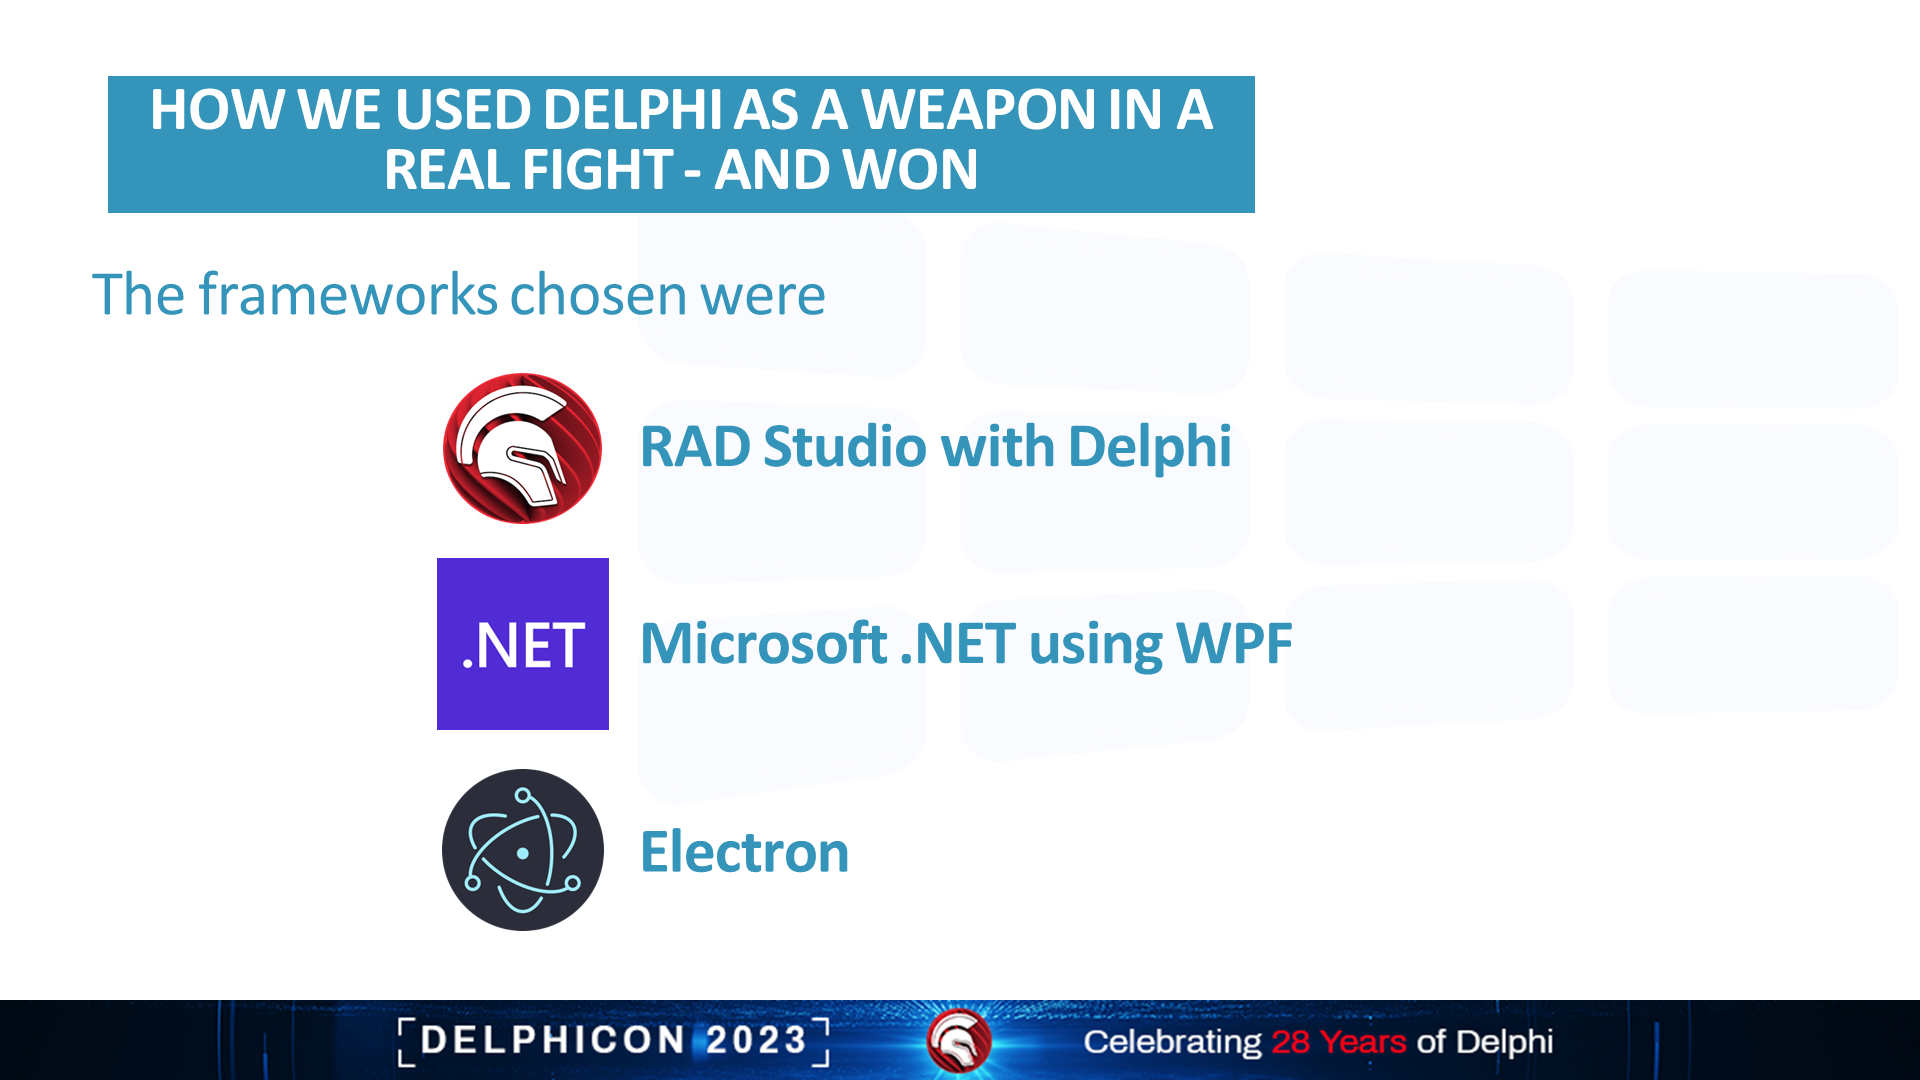 HOW WE USED DELPHI AS A WEAPON IN A
REAL FIGHT - AND WON
The frameworks chosen were
RAD Studio with Delphi
.NET
Microsoft .NET using WPF
Electron
DELPHICON 2023
Celebrating 28 Years of Delphi